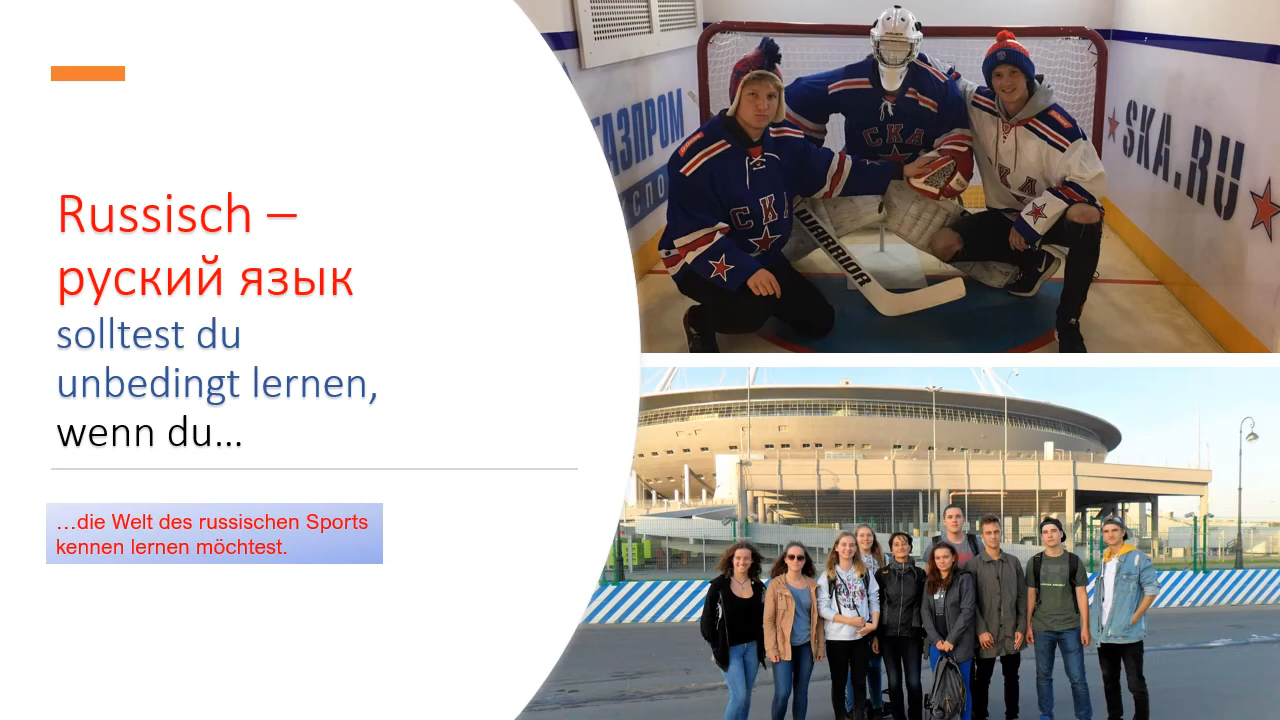 Russisch –
руский язык
solltest du
unbedingt lernen,
wenn du…
…die Welt des russischen Sports
kennen lernen möchtest.
ГАЗПРОМ
ЭКСПО
СКА
СКА
WARRIOR
SKA.RU